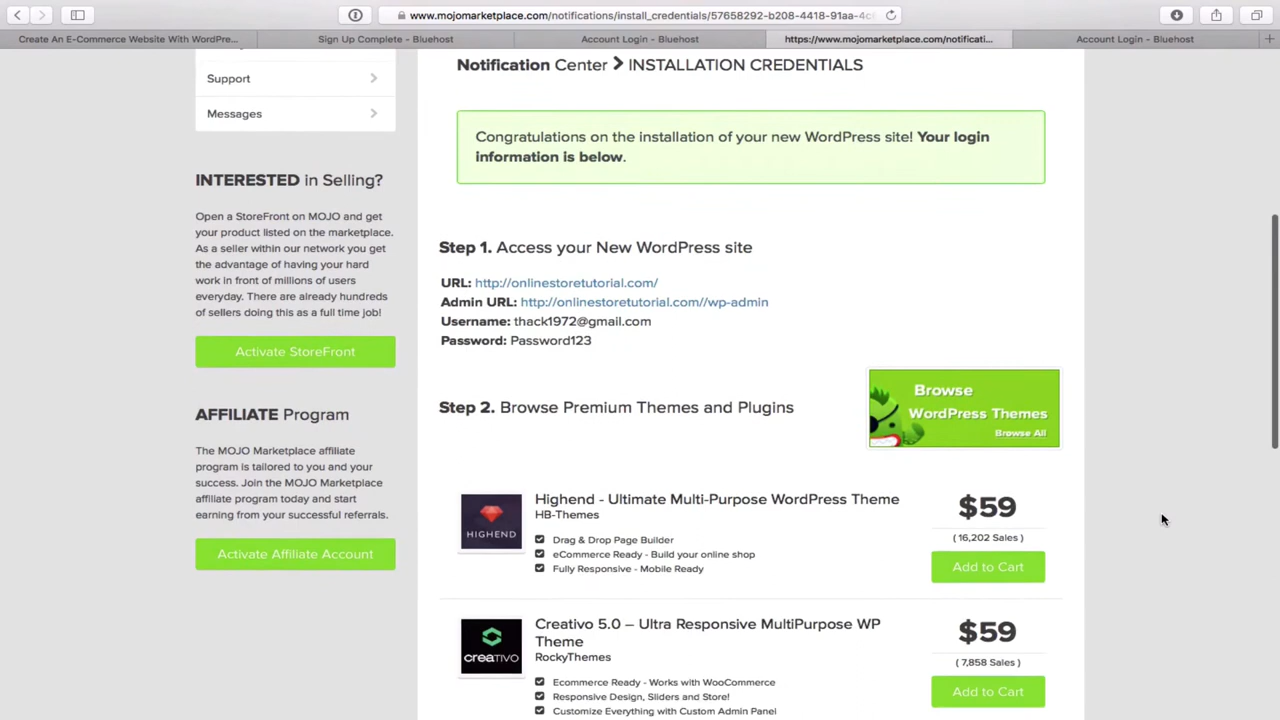 www.mojomarketplace.com/notifications/install_credentials/57658292-b208-4418-91aa-4c
Create An E-Commerce Website With WordPre...
Sign Up Complete - Bluehost
Account Login - Bluehost
https://www.mojomarketplace.com/notificati...
Account Login - Bluehost
Support
Messages
INTERESTED in Selling?
Open a StoreFront on MOJO and get
your product listed on the marketplace.
As a seller within our network you get
the advantage of having your hard
work in front of millions of users
everyday. There are already hundreds
of sellers doing this as a full time job!
Activate StoreFront
AFFILIATE Program
The MOJO Marketplace affiliate
program is tailored to you and your
success. Join the MOJO Marketplace
affiliate program today and start
earning from your successful referrals.
Activate Affiliate Account
Notification Center > INSTALLATION CREDENTIALS
Congratulations on the installation of your new WordPress site! Your login
information is below.
Step 1. Access your New WordPress site
URL: http://onlinestoretutorial.com/
Admin URL: http://onlinestoretutorial.com//wp-admin
Username: thack1972@gmail.com
Password: Password123
Step 2. Browse Premium Themes and Plugins
Browse
WordPress Themes
Browse All
HIGHEND
Highend - Ultimate Multi-Purpose WordPress Theme
HB-Themes
Drag & Drop Page Builder
eCommerce Ready - Build your online shop
Fully Responsive - Mobile Ready
$59
( 16,202 Sales )
Add to Cart
creativo
Creativo 5.0 – Ultra Responsive MultiPurpose WP
Theme
RockyThemes
Ecommerce Ready - Works with WooCommerce
Responsive Design, Sliders and Store!
Customize Everything with Custom Admin Panel
$59
( 7,858 Sales )
Add to Cart